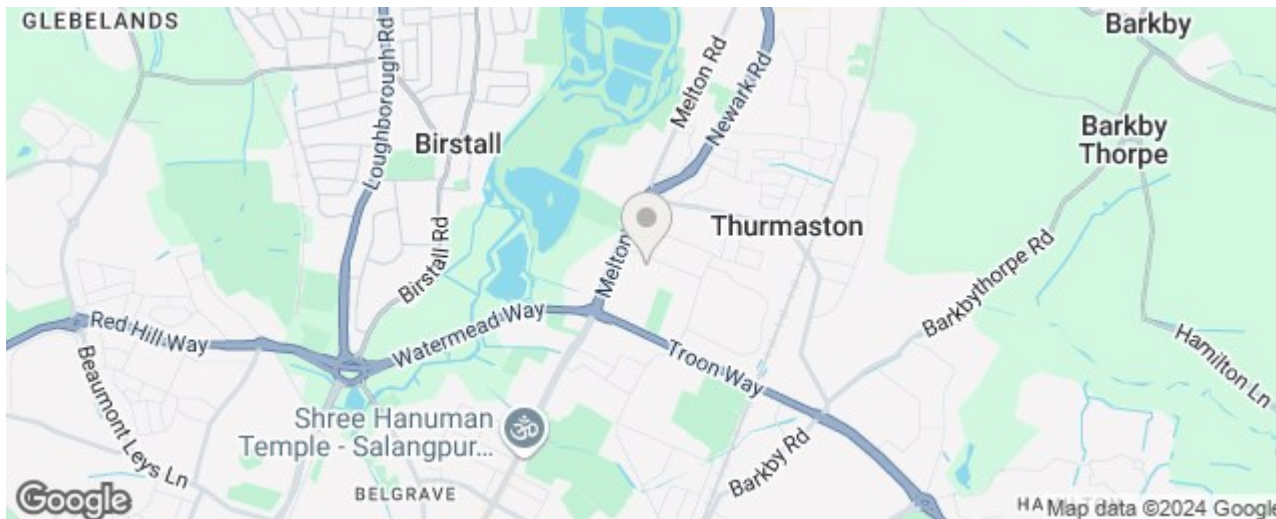 GLEBELANDS
Loughborough Rd
Melton Rd
Newark Rd
Barkby
Birstall
Barkby
Thorpe
Thurmaston
Birstall Rd
Melton
Barkbythorpe Rd
Red Hill Way
Watermead Way
Troon Way
Hamilton Ln
Beaumont Leys Ln
Shree Hanuman
Temple - Salangpur...
Barkby Rd
BELGRAVE
Google
Map data ©2024 Google